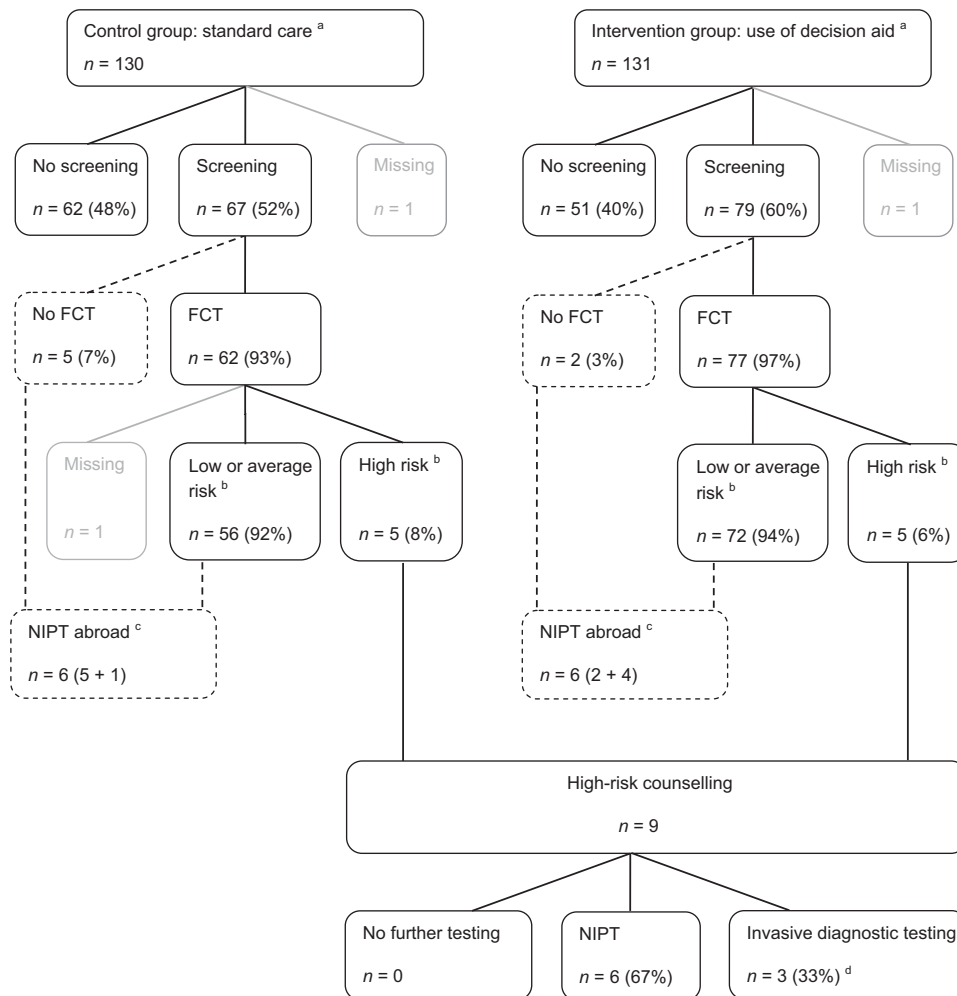 Control group: standard care a
n = 130
Intervention group: use of decision aid a
n = 131
No screening
n = 62 (48%)
Screening
n = 67 (52%)
Missing
n = 1
No screening
n = 51 (40%)
Screening
n = 79 (60%)
Missing
n = 1
No FCT
n = 5 (7%)
FCT
n = 62 (93%)
No FCT
n = 2 (3%)
FCT
n = 77 (97%)
Missing
n = 1
Low or average
risk b
n = 56 (92%)
High risk b
n = 5 (8%)
Low or average
risk b
n = 72 (94%)
High risk b
n = 5 (6%)
NIPT abroad c
n = 6 (5 + 1)
NIPT abroad c
n = 6 (2 + 4)
High-risk counselling
n = 9
No further testing
n = 0
NIPT
n = 6 (67%)
Invasive diagnostic testing
n = 3 (33%) d